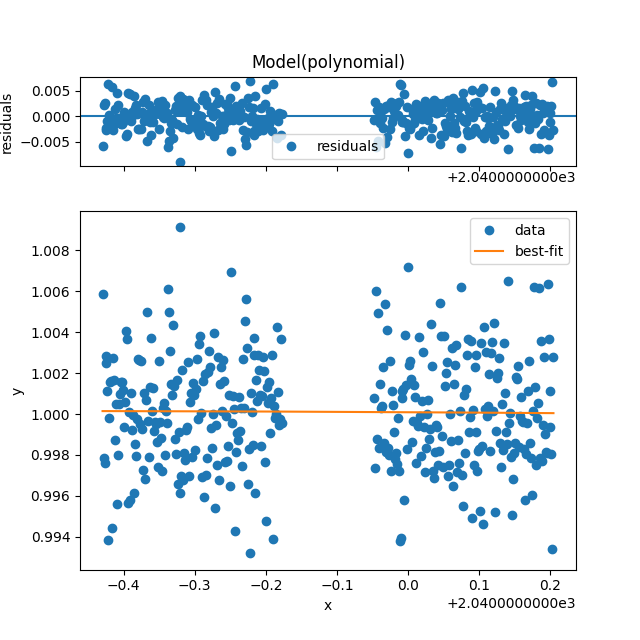 Model(polynomial)
residuals
0.005
0.000
−0.005
residuals
+2.0400000000e3
y
1.008
1.006
1.004
1.002
1.000
0.998
0.996
0.994
data
best-fit
−0.4
−0.3
−0.2
−0.1
0.0
0.1
0.2
x
+2.0400000000e3